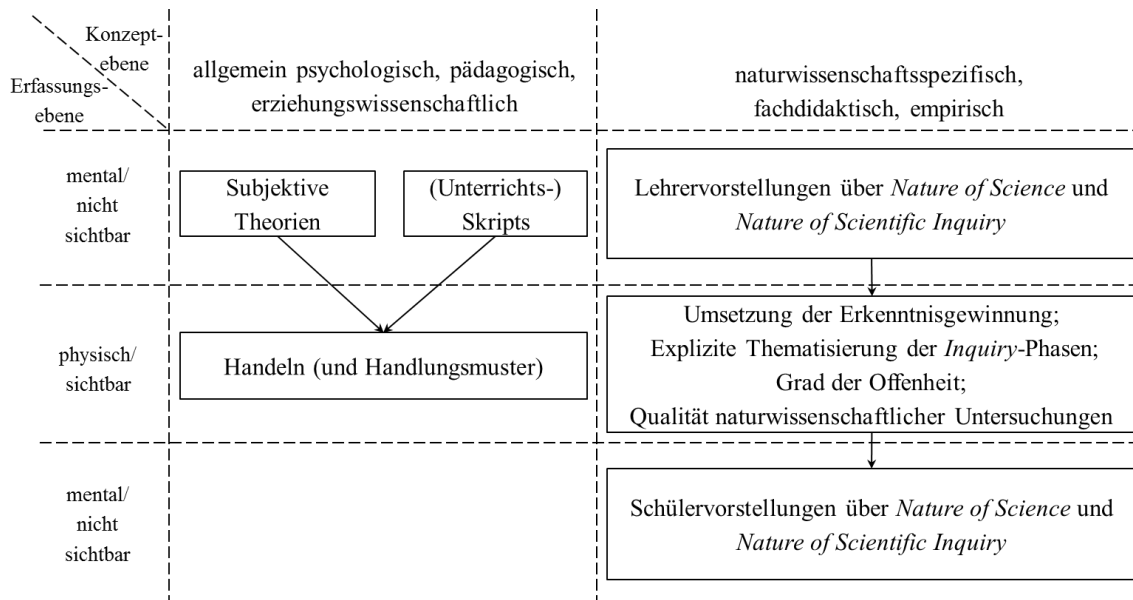 Konzept-
ebene
Erfassungs-
ebene
allgemein psychologisch, pädagogisch,
erziehungswissenschaftlich
naturwissenschaftsspezifisch,
fachdidaktisch, empirisch
mental/
nicht
sichtbar
Subjektive
Theorien
(Unterrichts-)
Skripts
Lehrervorstellungen über Nature of Science und
Nature of Scientific Inquiry
physisch/
sichtbar
Handeln (und Handlungsmuster)
Umsetzung der Erkenntnisgewinnung;
Explizite Thematisierung der Inquiry-Phasen;
Grad der Offenheit;
Qualität naturwissenschaftlicher Untersuchungen
mental/
nicht
sichtbar
Schülervorstellungen über Nature of Science und
Nature of Scientific Inquiry